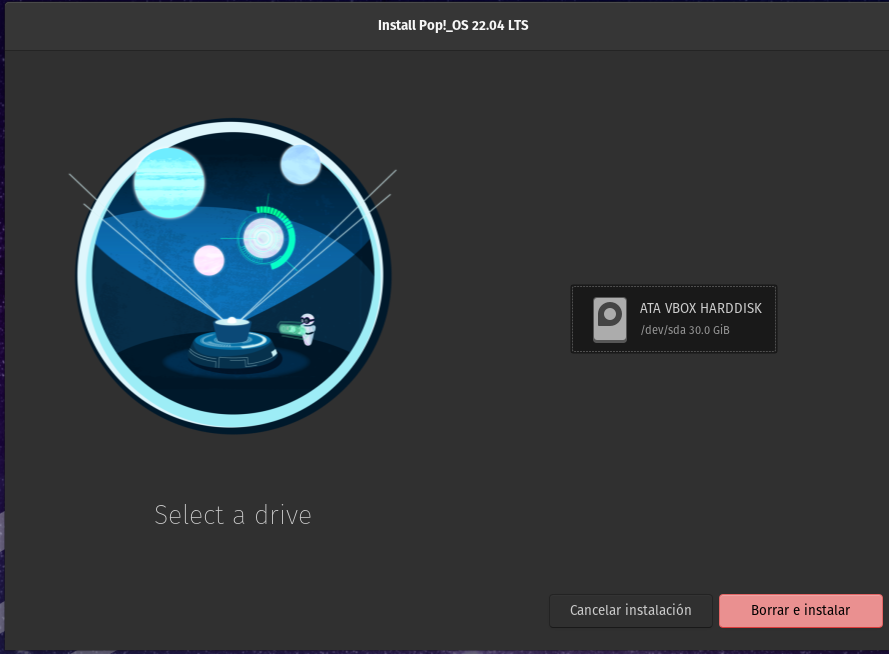 Install Pop!_OS 22.04 LTS
ATA VBOX HARDDISK
/dev/sda 30.0 GiB
Select a drive
Cancelar instalación
Borrar e instalar